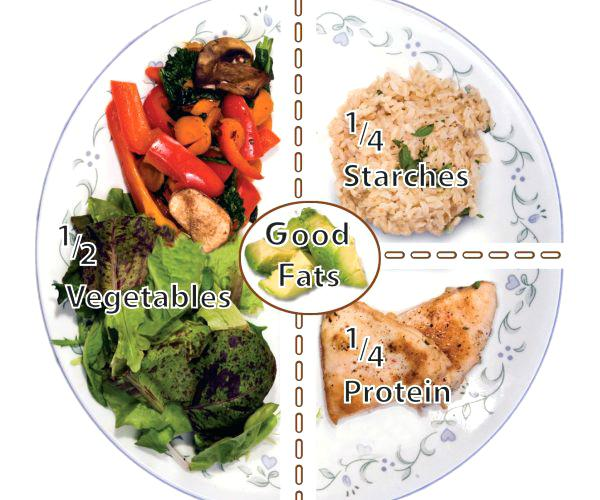 1/2
Vegetables
Good
Fats
1/4
Starches
1/4
Protein